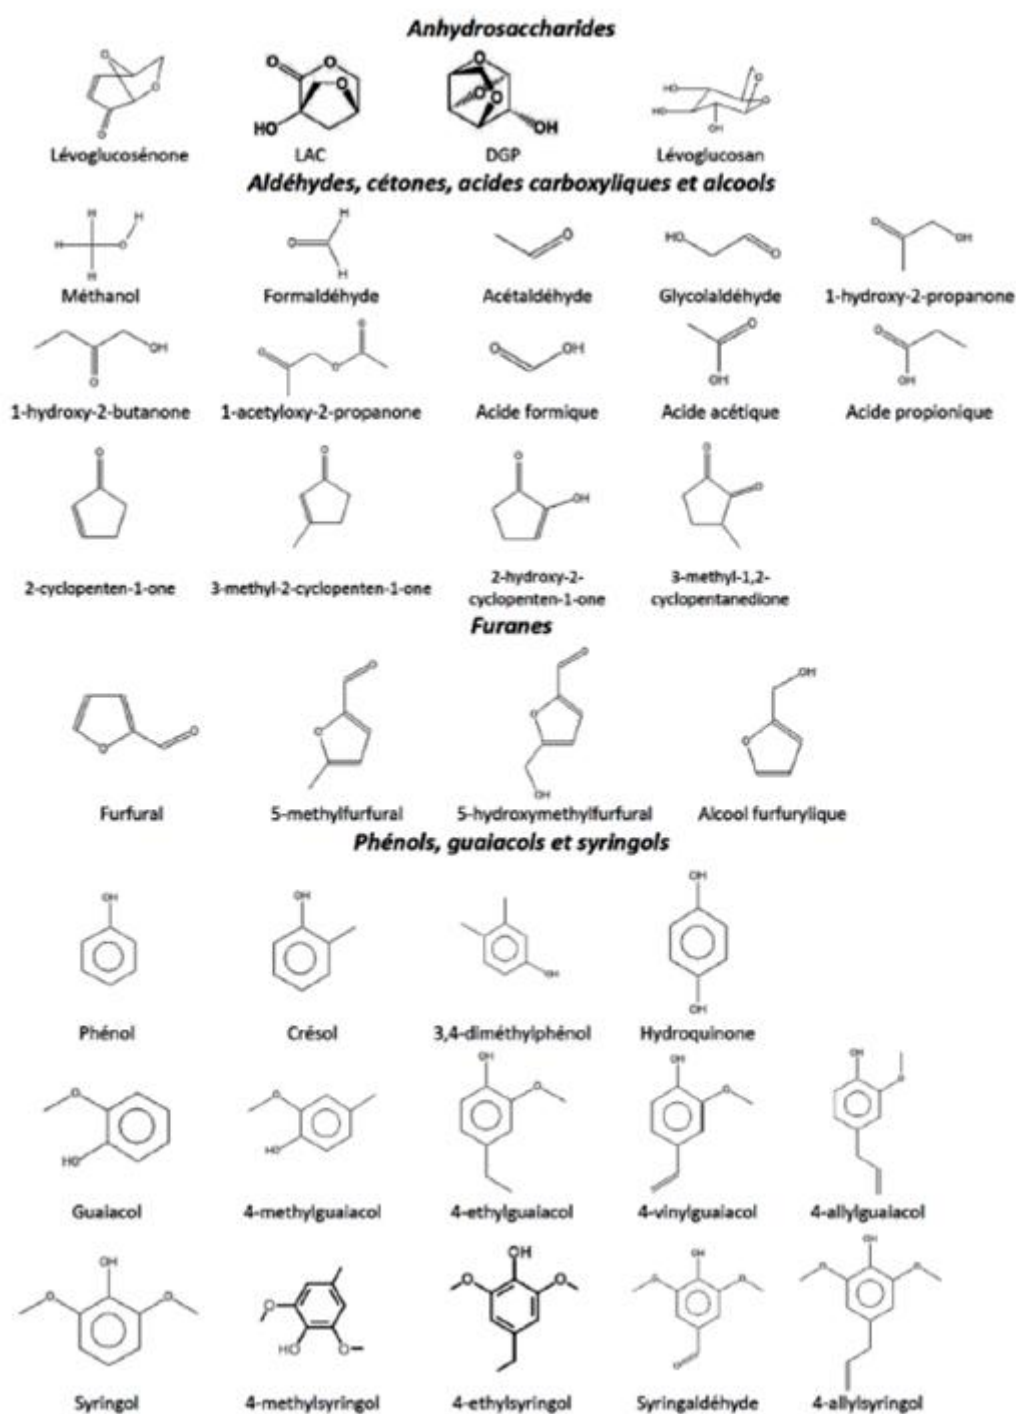 Anhydrosaccharides
Lévoglucosénone LAC DGP Lévoglucosan
Aldéhydes, cétones, acides carboxyliques et alcools
Méthanol Formaldéhyde Acétaldéhyde Glycolaldéhyde 1-hydroxy-2-propanone
1-hydroxy-2-butanone 1-acetyloxy-2-propanone Acide formique Acide acétique Acide propionique
2-cyclopenten-1-one 3-methyl-2-cyclopenten-1-one 2-hydroxy-2-cyclopenten-1-one 3-methyl-1,2-cyclopentanedione
Furanes
Furfural 5-methylfurfural 5-hydroxymethylfurfural Alcool furfurylique
Phénols, guaiacols et syringols
Phénol Crésol 3,4-diméthylphénol Hydroquinone
Guaiacol 4-methylguaiacol 4-ethylguaiacol 4-vinylguaiacol 4-allylguaiacol
Syringol 4-methylsyringol 4-ethylsyringol Syringaldéhyde 4-allylsyringol